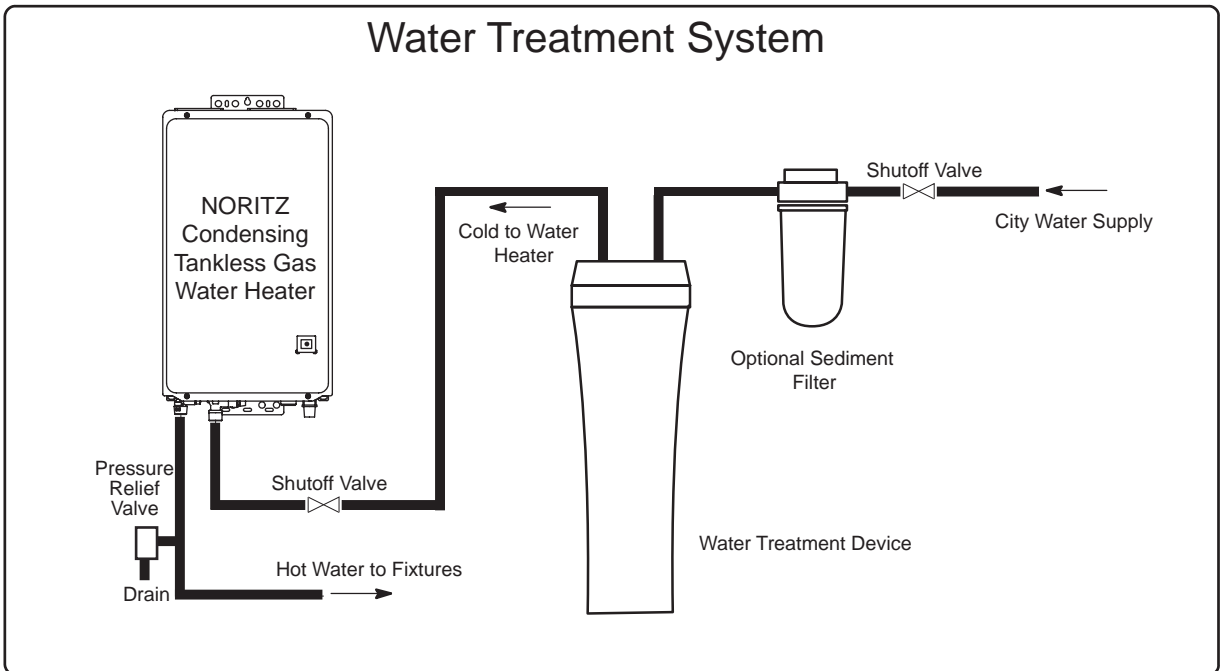 Water Treatment System
NORITZ
Condensing
Tankless Gas
Water Heater
Shutoff Valve
City Water Supply
Cold to Water
Heater
Optional Sediment
Filter
Pressure
Relief
Valve
Shutoff Valve
Water Treatment Device
Hot Water to Fixtures
Drain